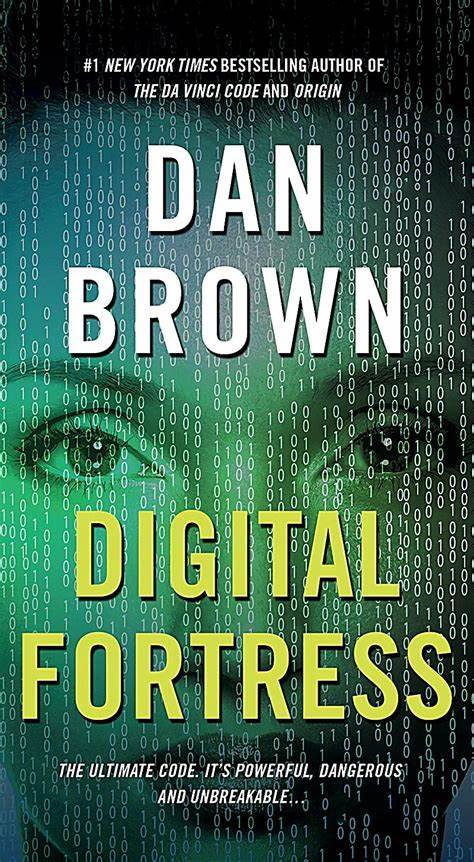 #1 NEW YORK TIMES BESTSELLING AUTHOR OF
THE DA VINCI CODE AND ORIGIN
DAN
BROWN
DIGITAL
FORTRESS
THE ULTIMATE CODE. IT'S POWERFUL, DANGEROUS
AND UNBREAKABLE...